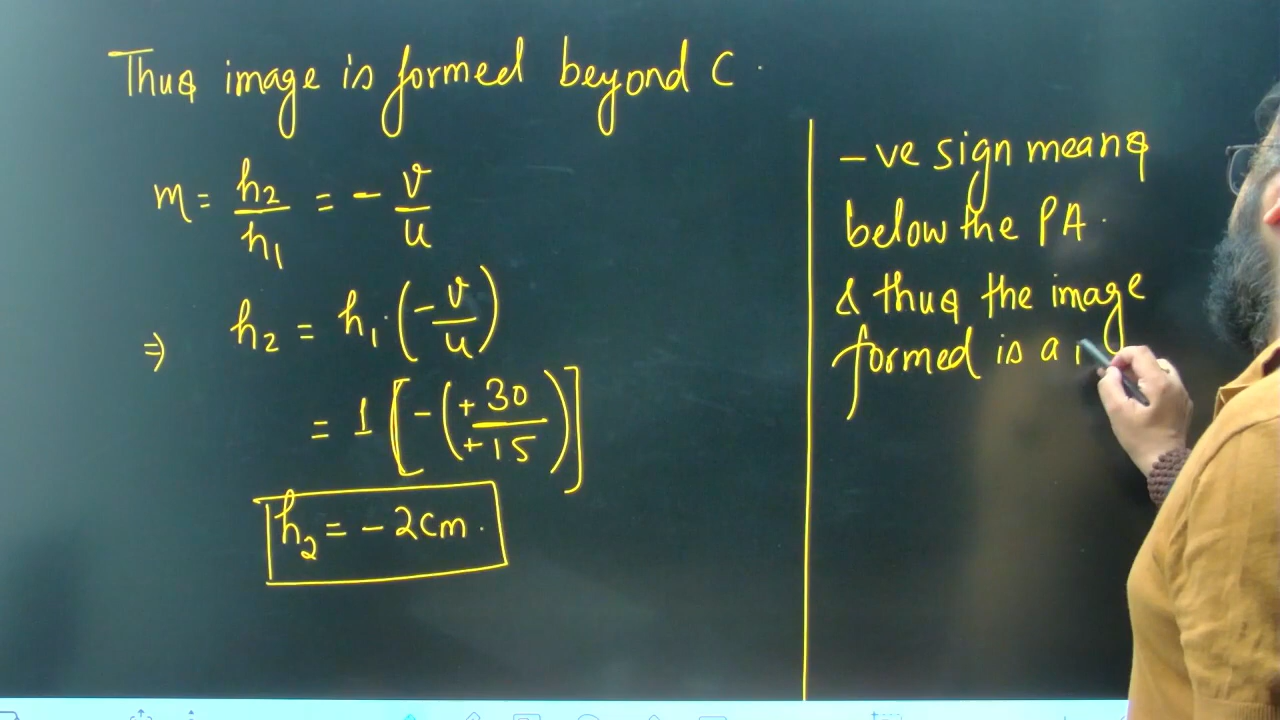 Thus image is formed beyond C.
m = h₂/h₁ = - v/u
⇒ h₂ = h₁.(-v/u)
= 1 [-(+30/+15)]
h₂ = - 2cm.
-ve sign means
below the PA.
& thus the image
formed is a